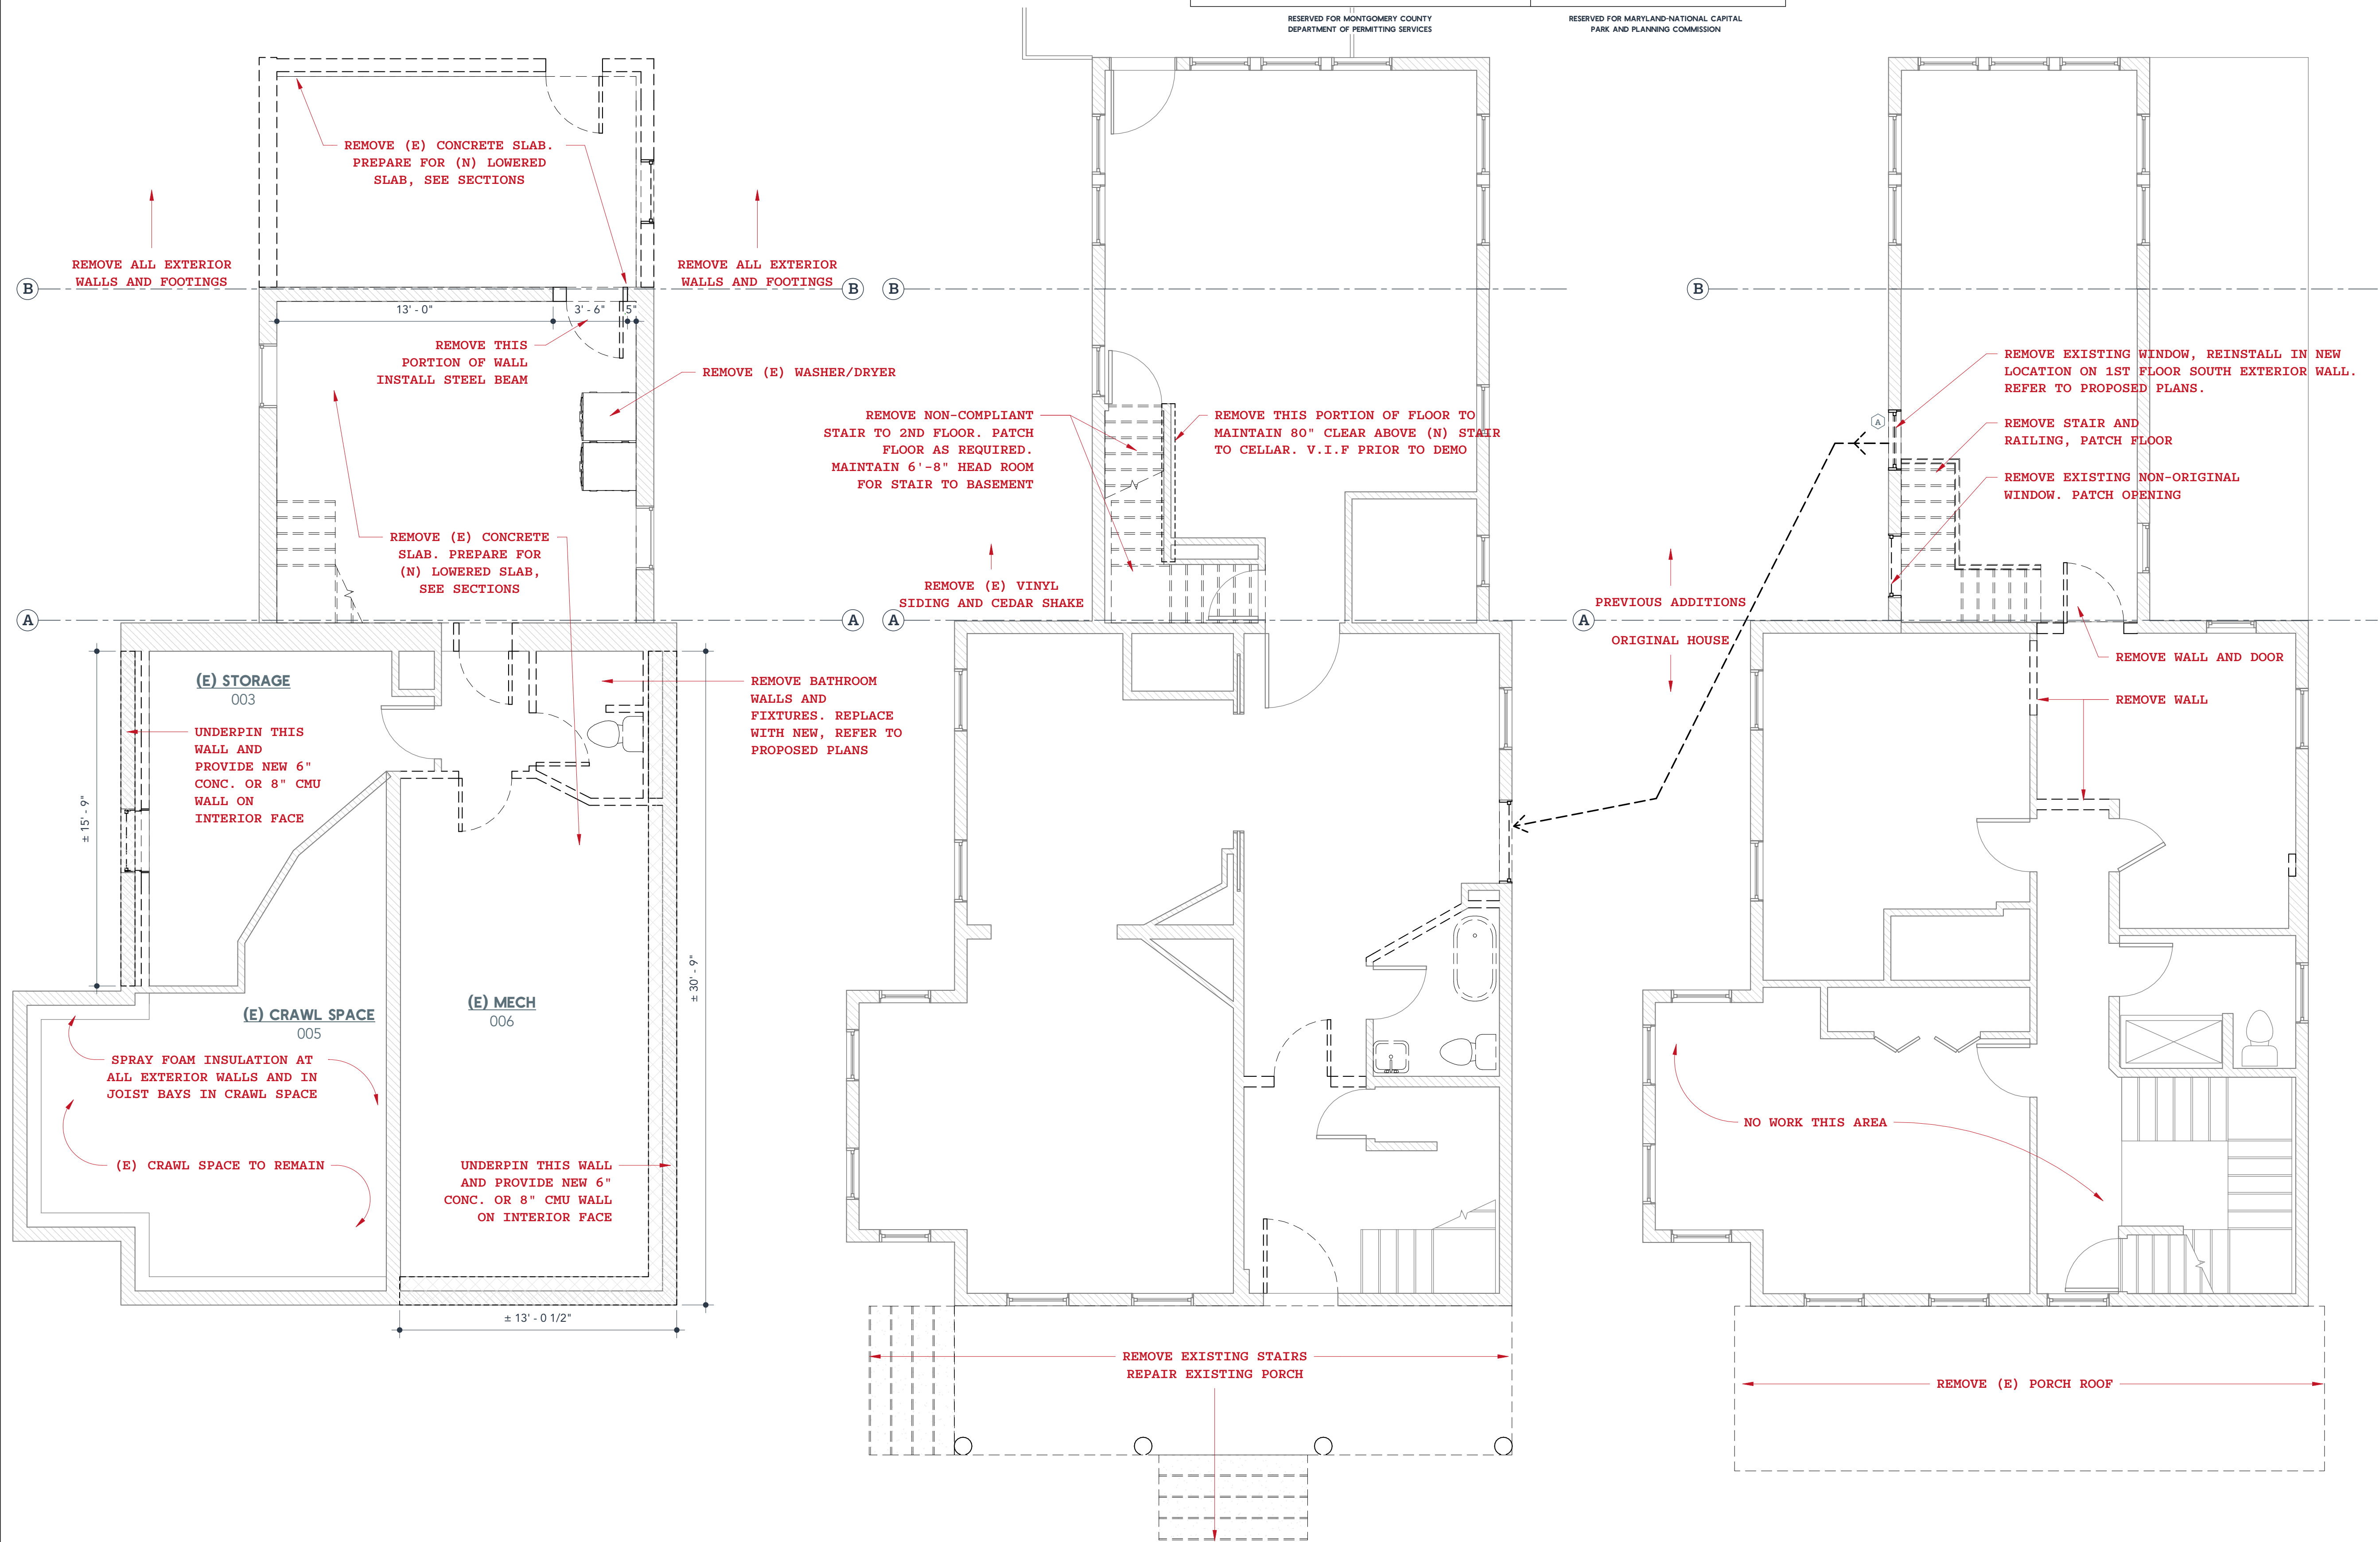 RESERVED FOR MONTGOMERY COUNTY
DEPARTMENT OF PERMITTING SERVICES
RESERVED FOR MARYLAND-NATIONAL CAPITAL
PARK AND PLANNING COMMISSION
REMOVE (E) CONCRETE SLAB.
PREPARE FOR (N) LOWERED
SLAB, SEE SECTIONS
REMOVE ALL EXTERIOR
WALLS AND FOOTINGS
REMOVE ALL EXTERIOR
WALLS AND FOOTINGS
B
B
13' - 0"
3' - 6"
5"
REMOVE THIS
PORTION OF WALL
INSTALL STEEL BEAM
REMOVE (E) WASHER/DRYER
REMOVE (E) CONCRETE
SLAB. PREPARE FOR
(N) LOWERED SLAB,
SEE SECTIONS
A
A
(E) STORAGE
003
UNDERPIN THIS
WALL AND
PROVIDE NEW 6"
CONC. OR 8" CMU
WALL ON
INTERIOR FACE
± 15' - 9"
REMOVE BATHROOM
WALLS AND
FIXTURES. REPLACE
WITH NEW, REFER TO
PROPOSED PLANS
± 30' - 9"
(E) CRAWL SPACE
005
(E) MECH
006
SPRAY FOAM INSULATION AT
ALL EXTERIOR WALLS AND IN
JOIST BAYS IN CRAWL SPACE
(E) CRAWL SPACE TO REMAIN
UNDERPIN THIS WALL
AND PROVIDE NEW 6"
CONC. OR 8" CMU WALL
ON INTERIOR FACE
± 13' - 0 1/2"
B
REMOVE NON-COMPLIANT
STAIR TO 2ND FLOOR. PATCH
FLOOR AS REQUIRED.
MAINTAIN 6'-8" HEAD ROOM
FOR STAIR TO BASEMENT
REMOVE THIS PORTION OF FLOOR TO
MAINTAIN 80" CLEAR ABOVE (N) STAIR
TO CELLAR. V.I.F PRIOR TO DEMO
REMOVE (E) VINYL
SIDING AND CEDAR SHAKE
A
REMOVE EXISTING STAIRS
REPAIR EXISTING PORCH
B
REMOVE EXISTING WINDOW, REINSTALL IN NEW
LOCATION ON 1ST FLOOR SOUTH EXTERIOR WALL.
REFER TO PROPOSED PLANS.
A
REMOVE STAIR AND
RAILING, PATCH FLOOR
REMOVE EXISTING NON-ORIGINAL
WINDOW. PATCH OPENING
PREVIOUS ADDITIONS
A
ORIGINAL HOUSE
REMOVE WALL AND DOOR
REMOVE WALL
NO WORK THIS AREA
REMOVE (E) PORCH ROOF